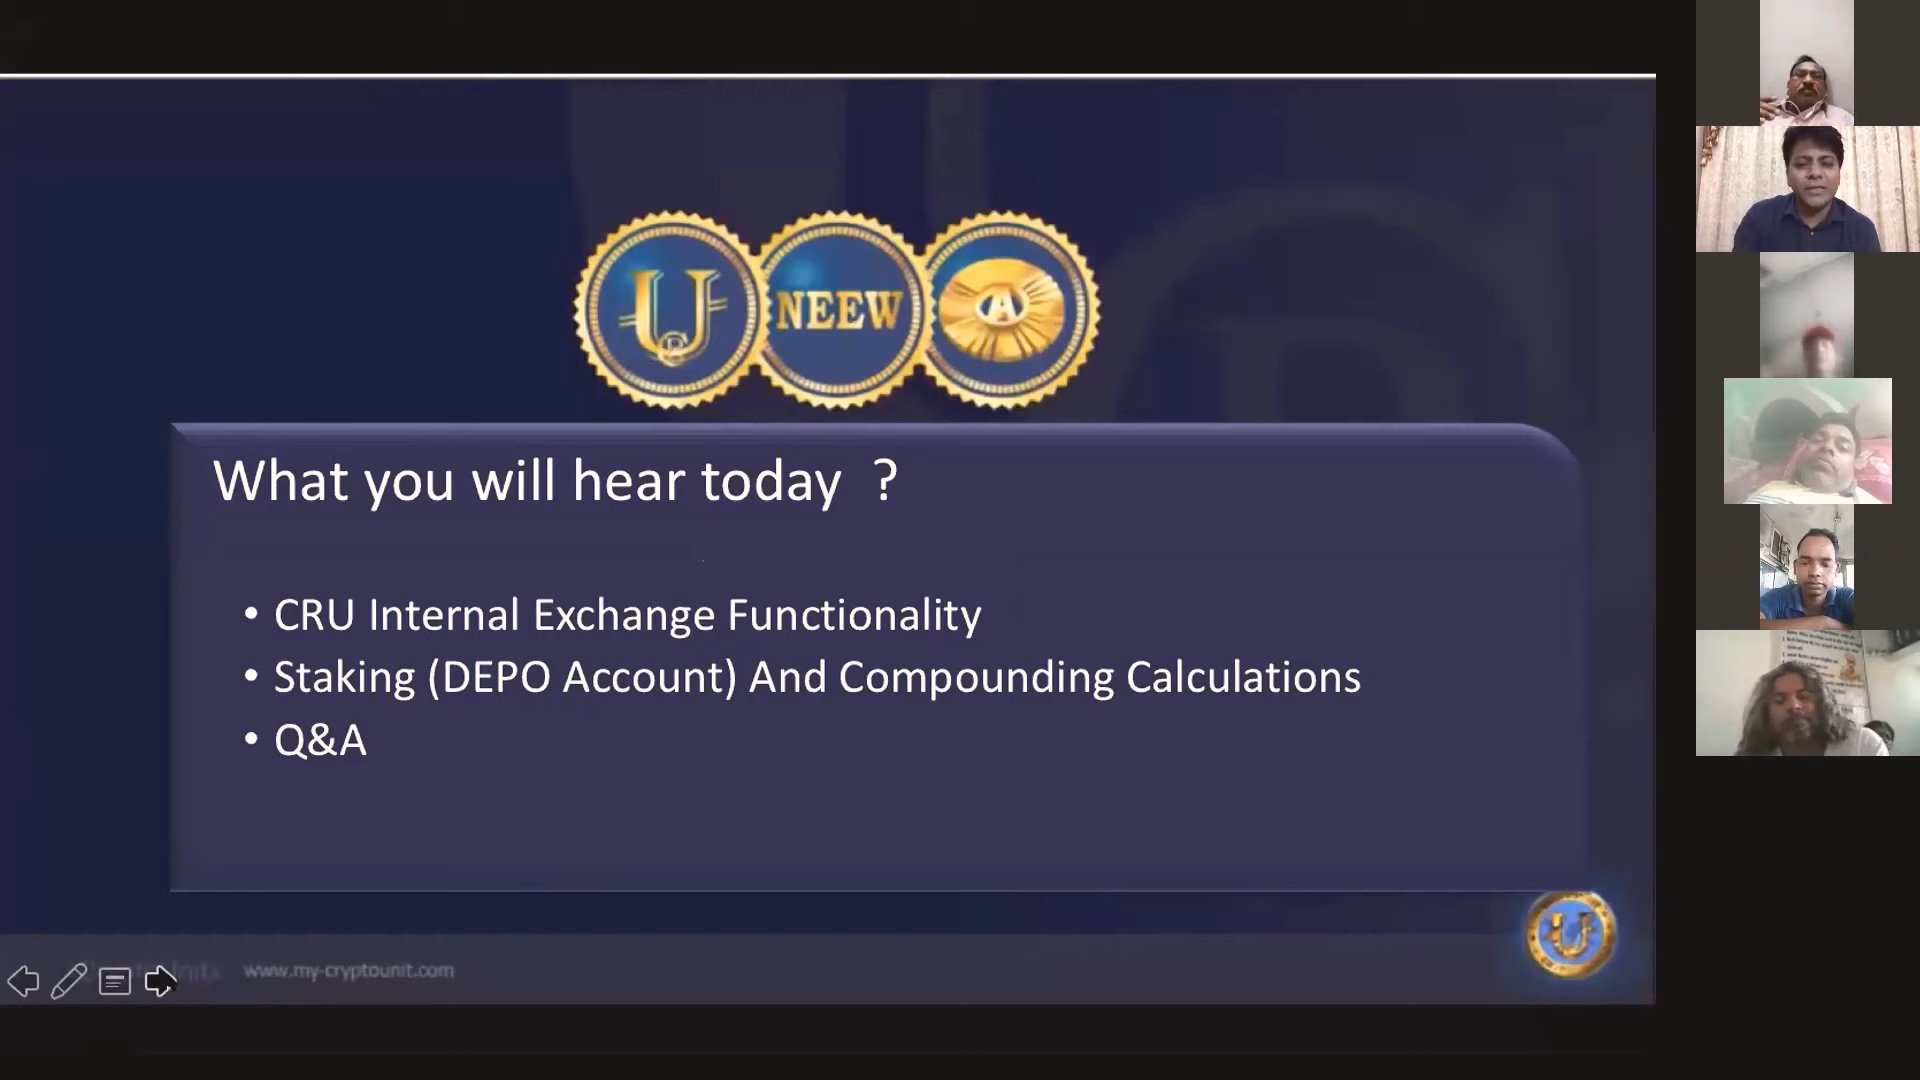 NEEW
A
What you will hear today ?
• CRU Internal Exchange Functionality
• Staking (DEPO Account) And Compounding Calculations
• Q&A
www.my-cryptounit.com